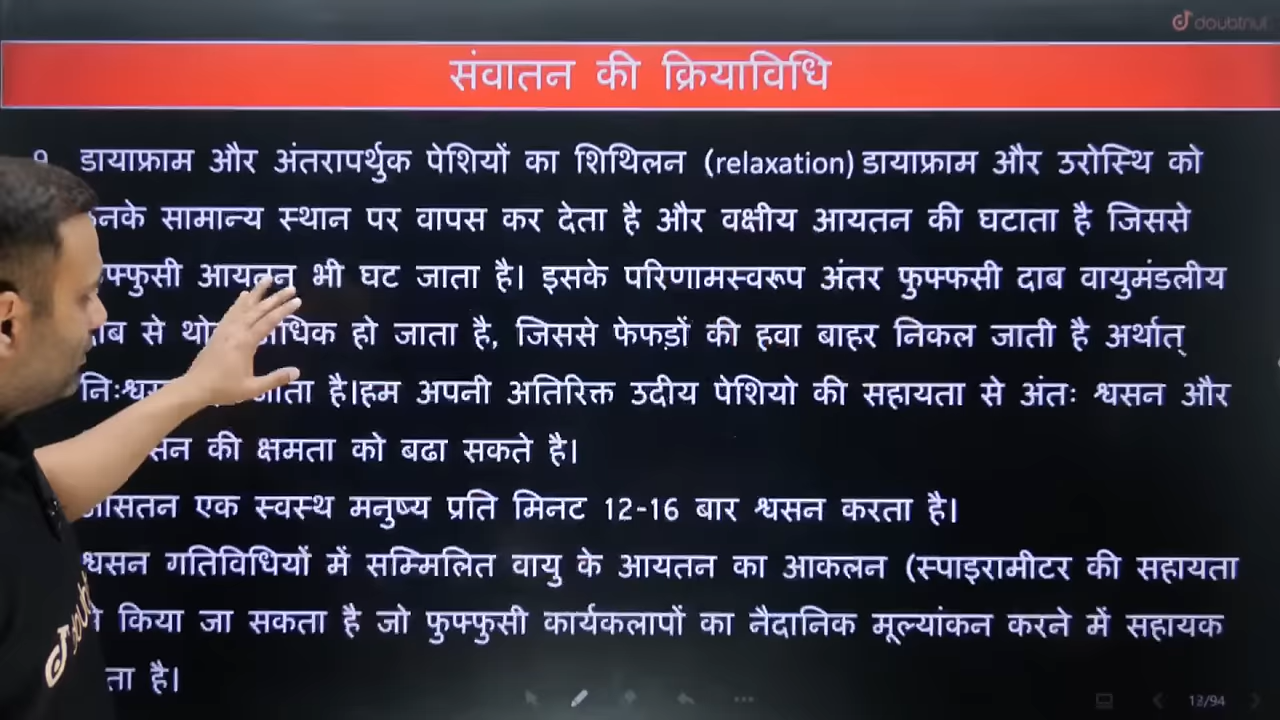 doubtnut
संवातन की क्रियाविधि
डायाफ्राम और अंतरापर्थुक पेशियों का शिथिलन (relaxation) डायाफ्राम और उरोस्थि को
सामान्य स्थान पर वापस कर देता है और वक्षीय आयतन की घटाता है जिससे
आयतन भी घट जाता है। इसके परिणामस्वरूप अंतर फुफ्फसी दाब वायुमंडलीय
से हो जाता है, जिससे फेफड़ों की हवा बाहर निकल जाती है अर्थात्
है।हम अपनी अतिरिक्त उदीय पेशियो की सहायता से अंतः श्वसन और
की क्षमता को बढा सकते है।
एक स्वस्थ मनुष्य प्रति मिनट 12-16 बार श्वसन करता है।
श्वसन गतिविधियों में सम्मिलित वायु के आयतन का आकलन (स्पाइरामीटर की सहायता
किया जा सकता है जो फुफ्फुसी कार्यकलापों का नैदानिक मूल्यांकन करने में सहायक
है।
13/94